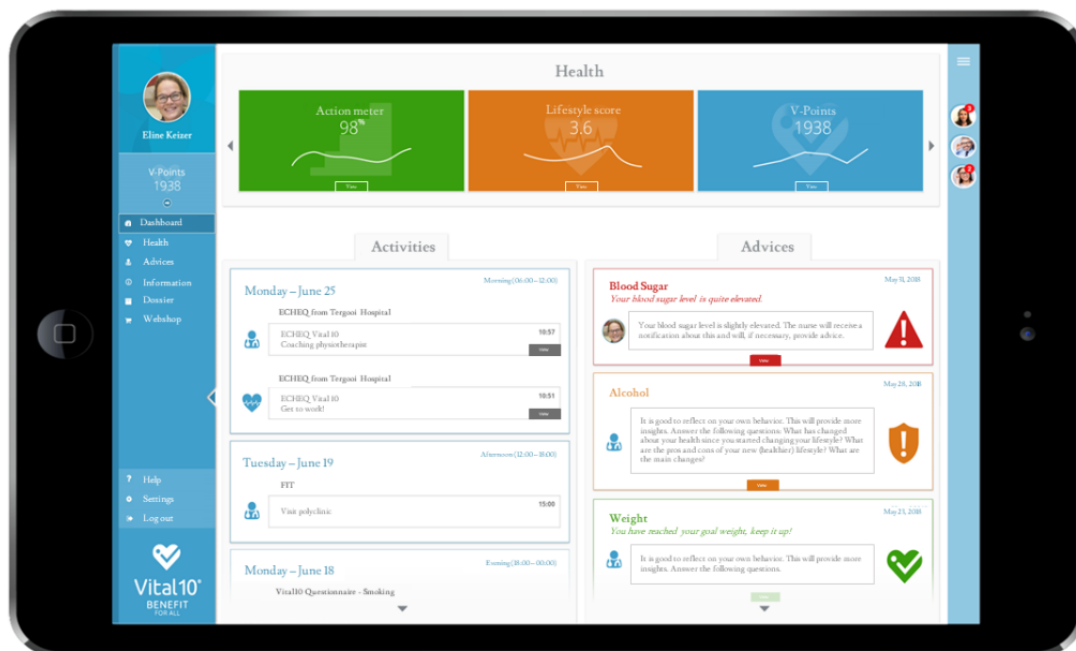 Eline Keizer
V-Points
1938
Dashboard
Health
Advices
Information
Dossier
Webshop
Help
Settings
Log out
Vital10®
BENEFIT
FOR ALL
Health
Action meter
98%
View
Lifestyle score
3.6
View
V-Points
1938
View
Activities
Monday – June 25
Morning (06:00 – 12:00)
ECHEQ from Tergooi Hospital
ECHEQ Vital 10
10:57
Coaching physiotherapist
View
ECHEQ from Tergooi Hospital
ECHEQ Vital 10
10:51
Get to work!
View
Tuesday – June 19
Afternoon (12:00 – 18:00)
FIT
15:00
Visit polyclinic
Monday – June 18
Evening (18:00 – 00:00)
Vital10 Questionnaire – Smoking
Advices
Blood Sugar
May 31, 2018
Your blood sugar level is quite elevated.
Your blood sugar level is slightly elevated. The nurse will receive a
notification about this and will, if necessary, provide advice.
View
Alcohol
May 28, 2018
It is good to reflect on your own behavior. This will provide more
insights. Answer the following questions: What has changed
about your health since you started changing your lifestyle? What
are the pros and cons of your new (healthier) lifestyle? What are
the main changes?
View
Weight
May 23, 2018
You have reached your goal weight, keep it up!
It is good to reflect on your own behavior. This will provide more
insights. Answer the following questions.
View